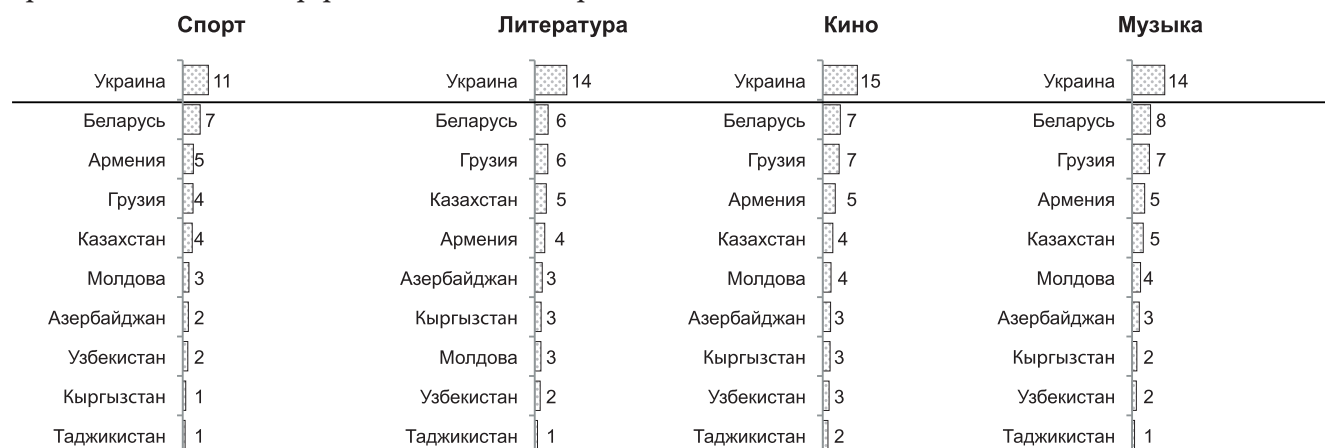 Спорт Литература Кино Музыка
Украина 11 Украина 14 Украина 15 Украина 14
Беларусь 7 Беларусь 6 Беларусь 7 Беларусь 8
Армения 5 Грузия 6 Грузия 7 Грузия 7
Грузия 4 Казахстан 5 Армения 5 Армения 5
Казахстан 4 Армения 4 Казахстан 4 Казахстан 5
Молдова 3 Азербайджан 3 Молдова 4 Молдова 4
Азербайджан 2 Кыргызстан 3 Азербайджан 3 Азербайджан 3
Узбекистан 2 Молдова 3 Кыргызстан 3 Кыргызстан 2
Кыргызстан 1 Узбекистан 2 Узбекистан 3 Узбекистан 2
Таджикистан 1 Таджикистан 1 Таджикистан 2 Таджикистан 1